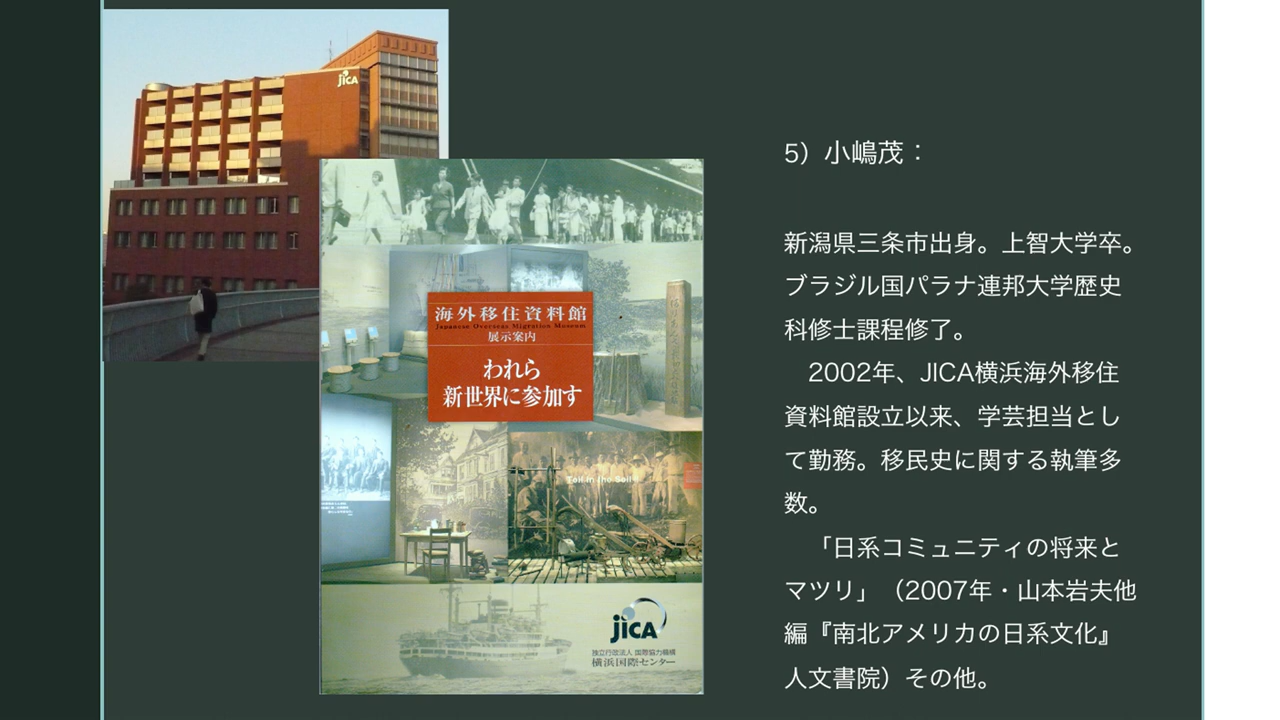 JICA
海外移住資料館
Japanese Overseas Migration Museum
展示案内
われら
新世界に参加す
Toil in the Soil
JICA
独立行政法人 国際協力機構
横浜国際センター
5）小嶋茂：
新潟県三条市出身。上智大学卒。
ブラジル国パラナ連邦大学歴史
科修士課程修了。
　2002年、JICA横浜海外移住
資料館設立以来、学芸担当とし
て勤務。移民史に関する執筆多
数。
　「日系コミュニティの将来と
マツリ」（2007年・山本岩夫他
編『南北アメリカの日系文化』
人文書院）その他。